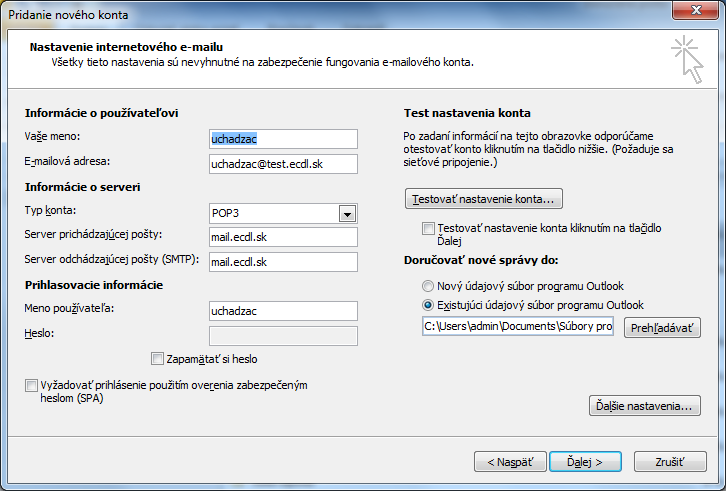 Pridanie nového konta
Nastavenie internetového e-mailu
Všetky tieto nastavenia sú nevyhnutné na zabezpečenie fungovania e-mailového konta.
Informácie o používateľovi
Vaše meno:
uchadzac
E-mailová adresa:
uchadzac@test.ecdl.sk
Informácie o serveri
Typ konta:
POP3
Server prichádzajúcej pošty:
mail.ecdl.sk
Server odchádzajúcej pošty (SMTP):
mail.ecdl.sk
Prihlasovacie informácie
Meno používateľa:
uchadzac
Heslo:
Zapamätať si heslo
Vyžadovať prihlásenie použitím overenia zabezpečeným
heslom (SPA)
Test nastavenia konta
Po zadaní informácií na tejto obrazovke odporúčame
otestovať konto kliknutím na tlačidlo nižšie. (Požaduje sa
sieťové pripojenie.)
Testovať nastavenie konta...
Testovať nastavenie konta kliknutím na tlačidlo
Ďalej
Doručovať nové správy do:
Nový údajový súbor programu Outlook
Existujúci údajový súbor programu Outlook
C:\Users\admin\Documents\Súbory pro
Prehľadávať
Ďalšie nastavenia...
< Naspäť
Ďalej >
Zrušiť